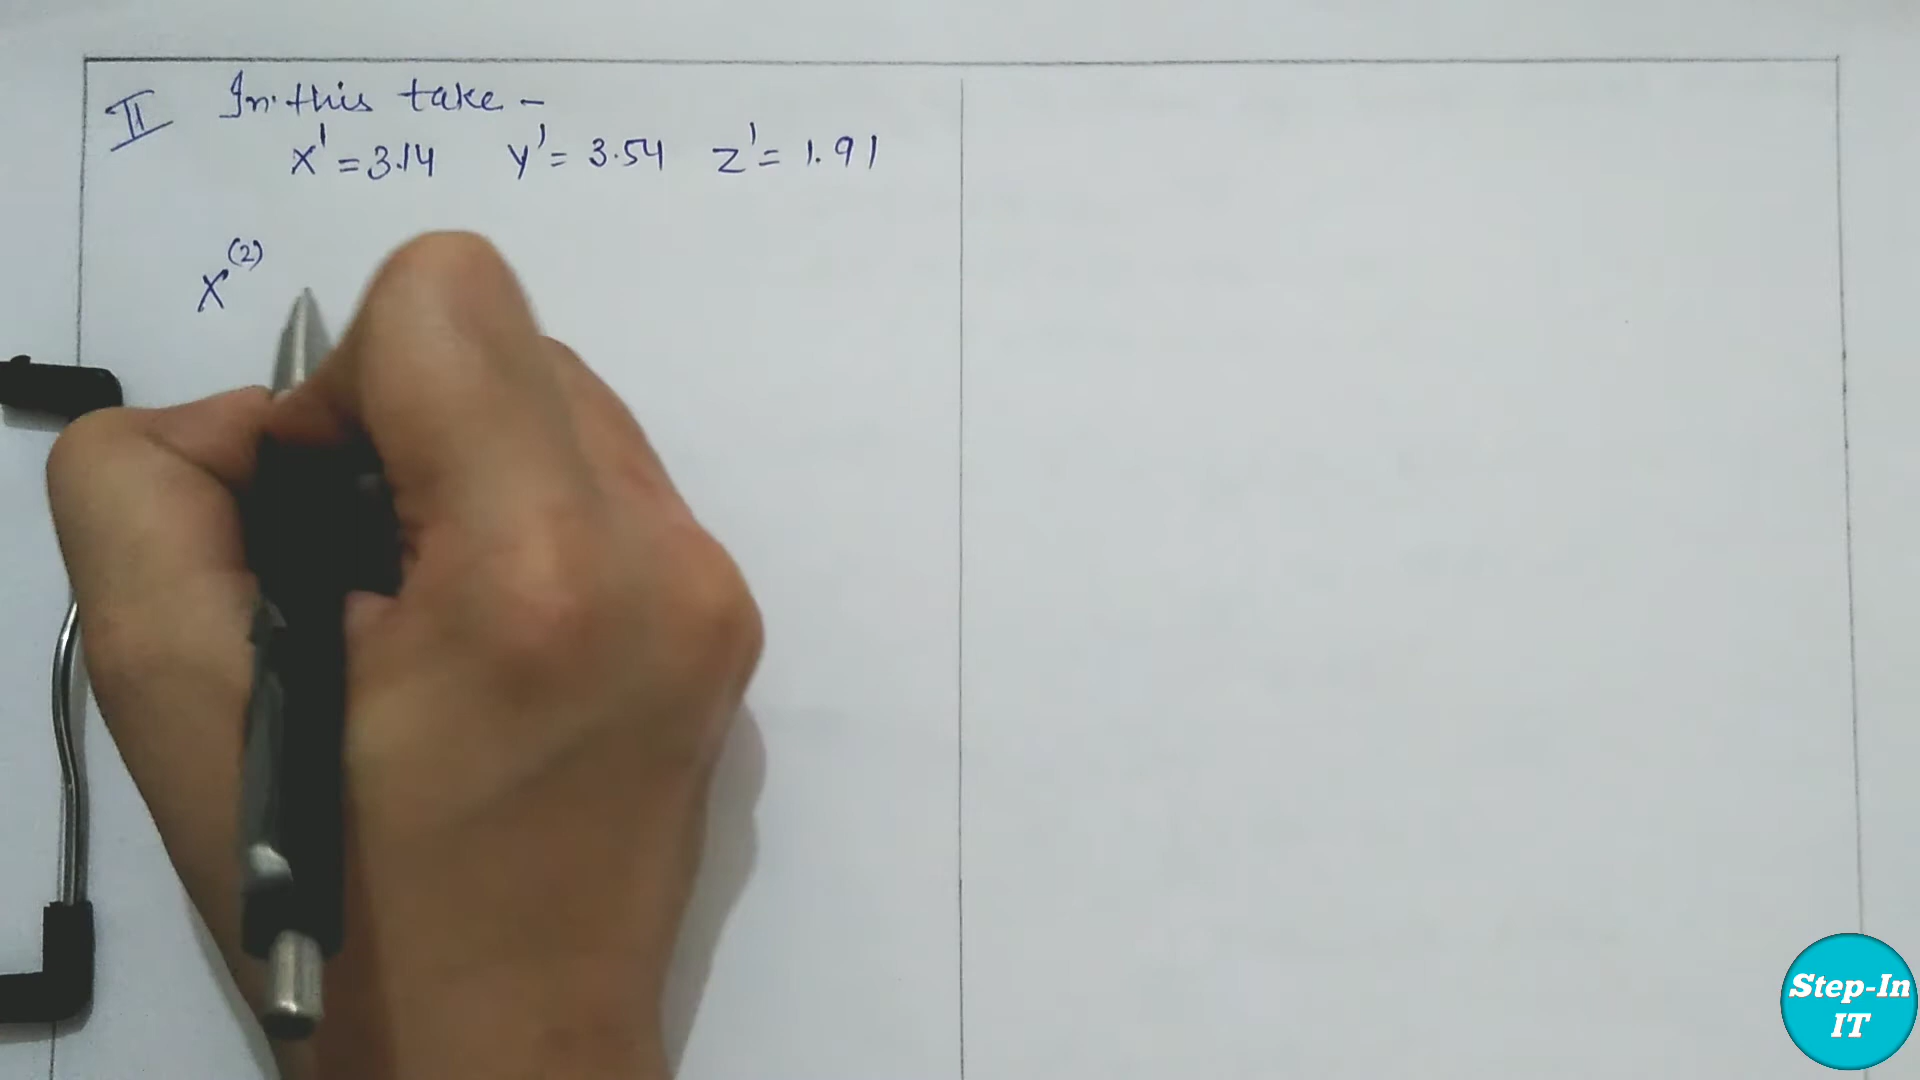 II In this take -
x' = 3.14 y' = 3.54 z' = 1.91
x^(2)
Step-In
IT